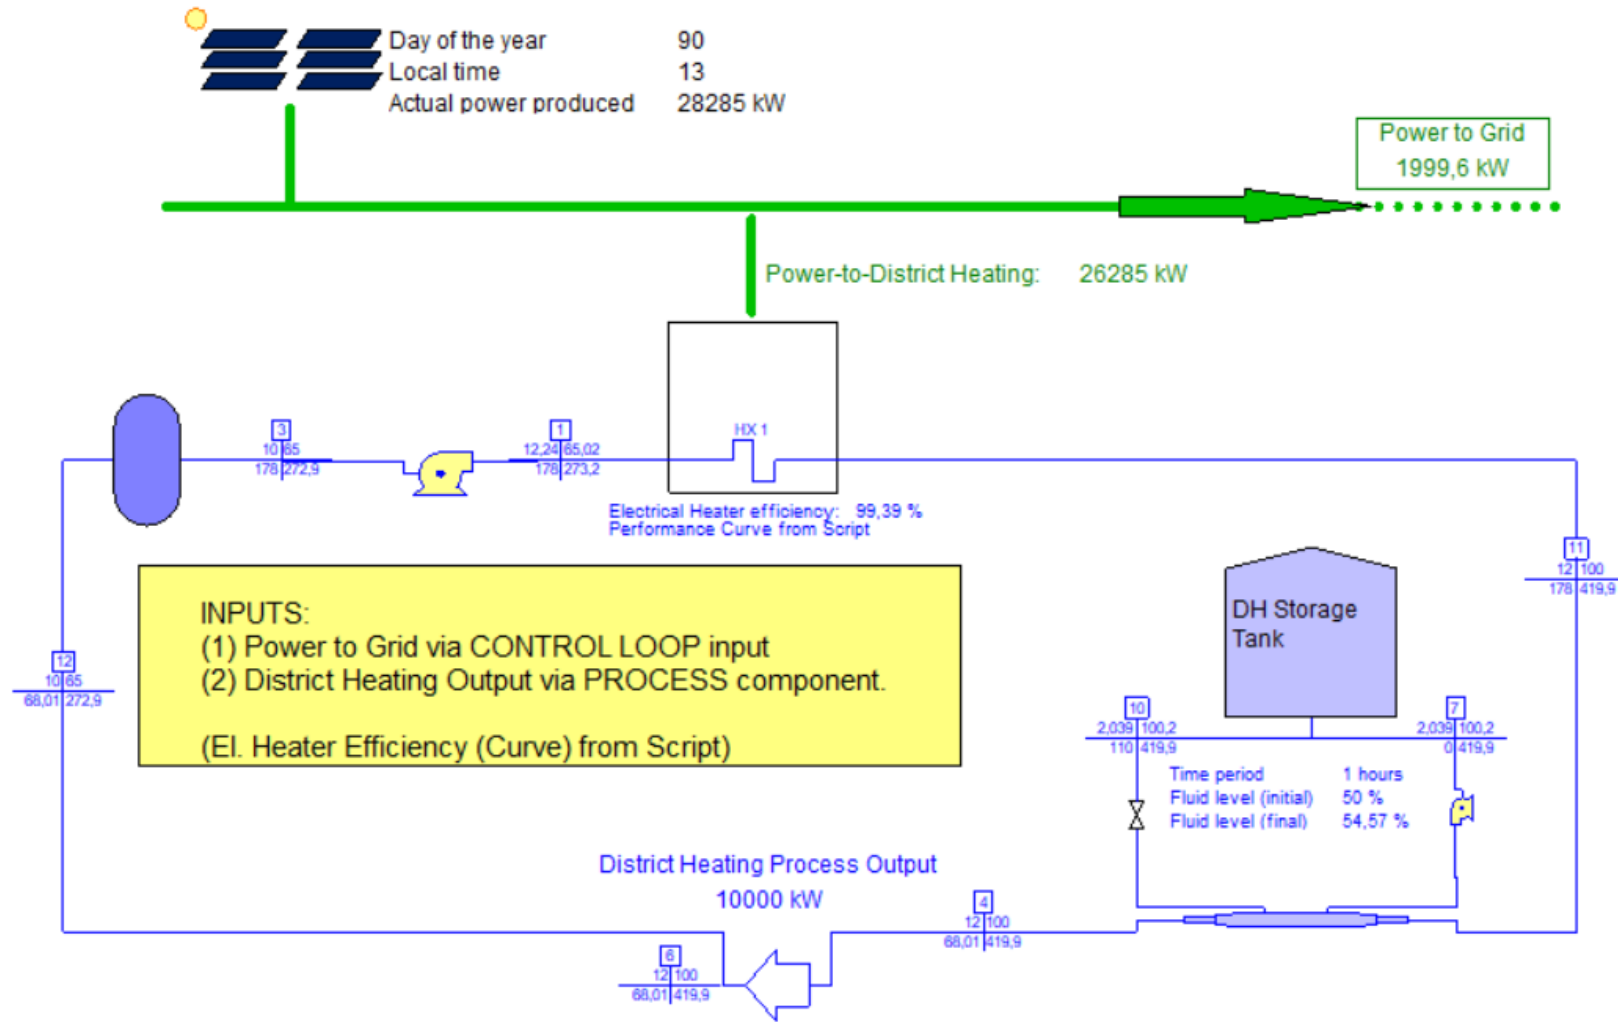 Day of the year 90
Local time 13
Actual power produced 28285 kW
Power to Grid
1999,6 kW
Power-to-District Heating: 26285 kW
HX 1
3
10 65
178 272,9
1
12,24 65,02
178 273,2
Electrical Heater efficiency: 99,39 %
Performance Curve from Script
11
12 100
178 419,9
INPUTS:
(1) Power to Grid via CONTROL LOOP input
(2) District Heating Output via PROCESS component.
(El. Heater Efficiency (Curve) from Script)
DH Storage
Tank
12
10 65
68,01 272,9
10
2,039 100,2
110 419,9
7
2,039 100,2
0 419,9
Time period 1 hours
Fluid level (initial) 50 %
Fluid level (final) 54,57 %
District Heating Process Output
10000 kW
4
12 100
68,01 419,9
6
12 100
68,01 419,9